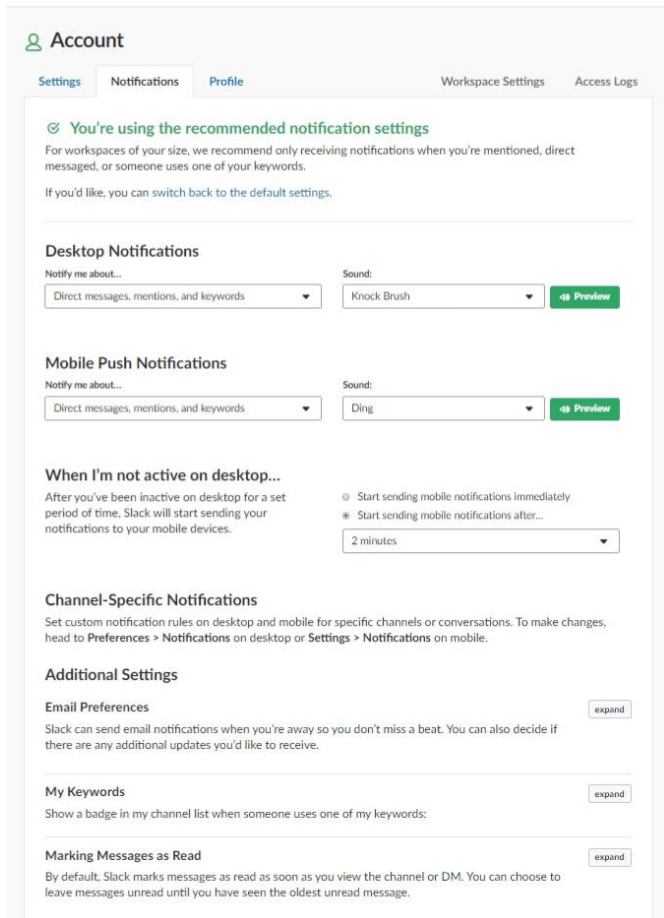 Account
Settings Notifications Profile Workspace Settings Access Logs
You're using the recommended notification settings
For workspaces of your size, we recommend only receiving notifications when you're mentioned, direct
messaged, or someone uses one of your keywords.
If you'd like, you can switch back to the default settings.
Desktop Notifications
Notify me about... Sound:
Direct messages, mentions, and keywords Knock Brush Preview
Mobile Push Notifications
Notify me about... Sound:
Direct messages, mentions, and keywords Ding Preview
When I'm not active on desktop...
After you've been inactive on desktop for a set
period of time, Slack will start sending your
notifications to your mobile devices.
Start sending mobile notifications immediately
Start sending mobile notifications after...
2 minutes
Channel-Specific Notifications
Set custom notification rules on desktop and mobile for specific channels or conversations. To make changes,
head to Preferences > Notifications on desktop or Settings > Notifications on mobile.
Additional Settings
Email Preferences expand
Slack can send email notifications when you're away so you don't miss a beat. You can also decide if
there are any additional updates you'd like to receive.
My Keywords expand
Show a badge in my channel list when someone uses one of my keywords:
Marking Messages as Read expand
By default, Slack marks messages as read as soon as you view the channel or DM. You can choose to
leave messages unread until you have seen the oldest unread message.